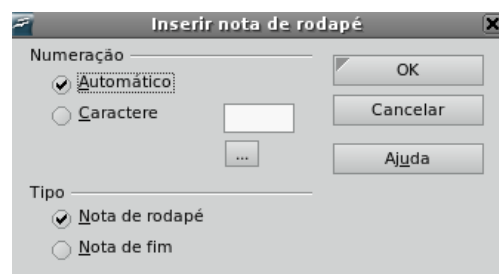 Inserir nota de rodapé
Numeração
Automático
Caractere
...
OK
Cancelar
Ajuda
Tipo
Nota de rodapé
Nota de fim